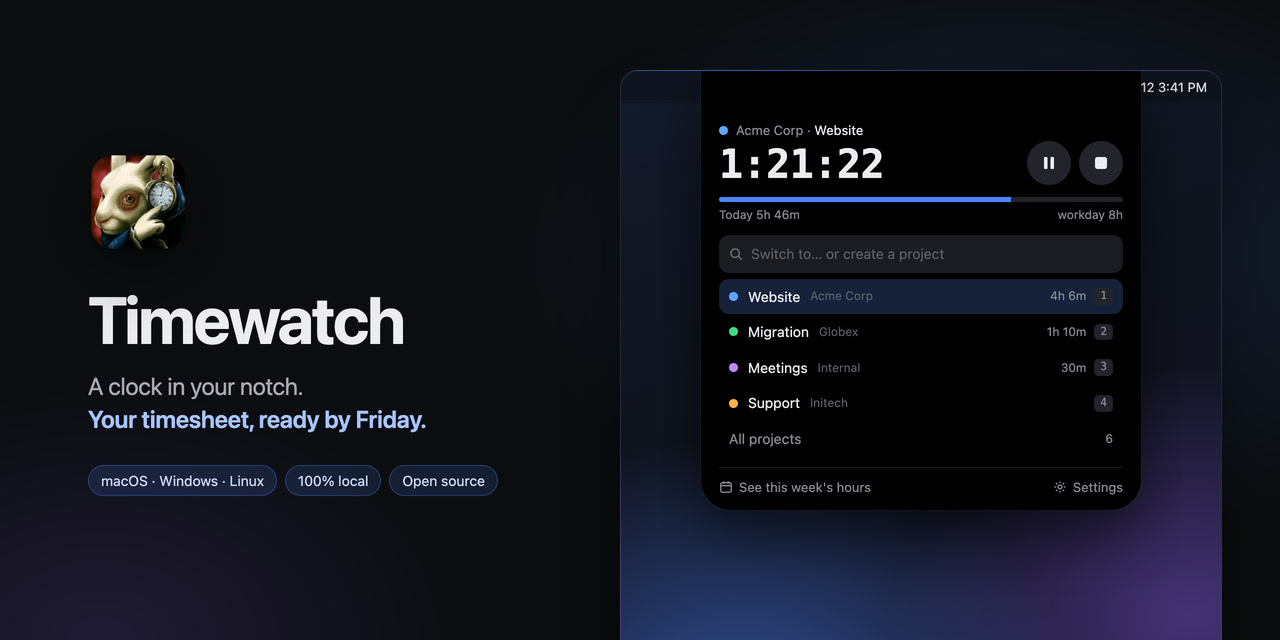 Timewatch
A clock in your notch.
Your timesheet, ready by Friday.
macOS · Windows · Linux
100% local
Open source
12 3:41 PM
Acme Corp · Website
1:21:22
Today 5h 46m
workday 8h
Switch to... or create a project
Website Acme Corp 4h 6m 1
Migration Globex 1h 10m 2
Meetings Internal 30m 3
Support Initech 4
All projects 6
See this week's hours
Settings